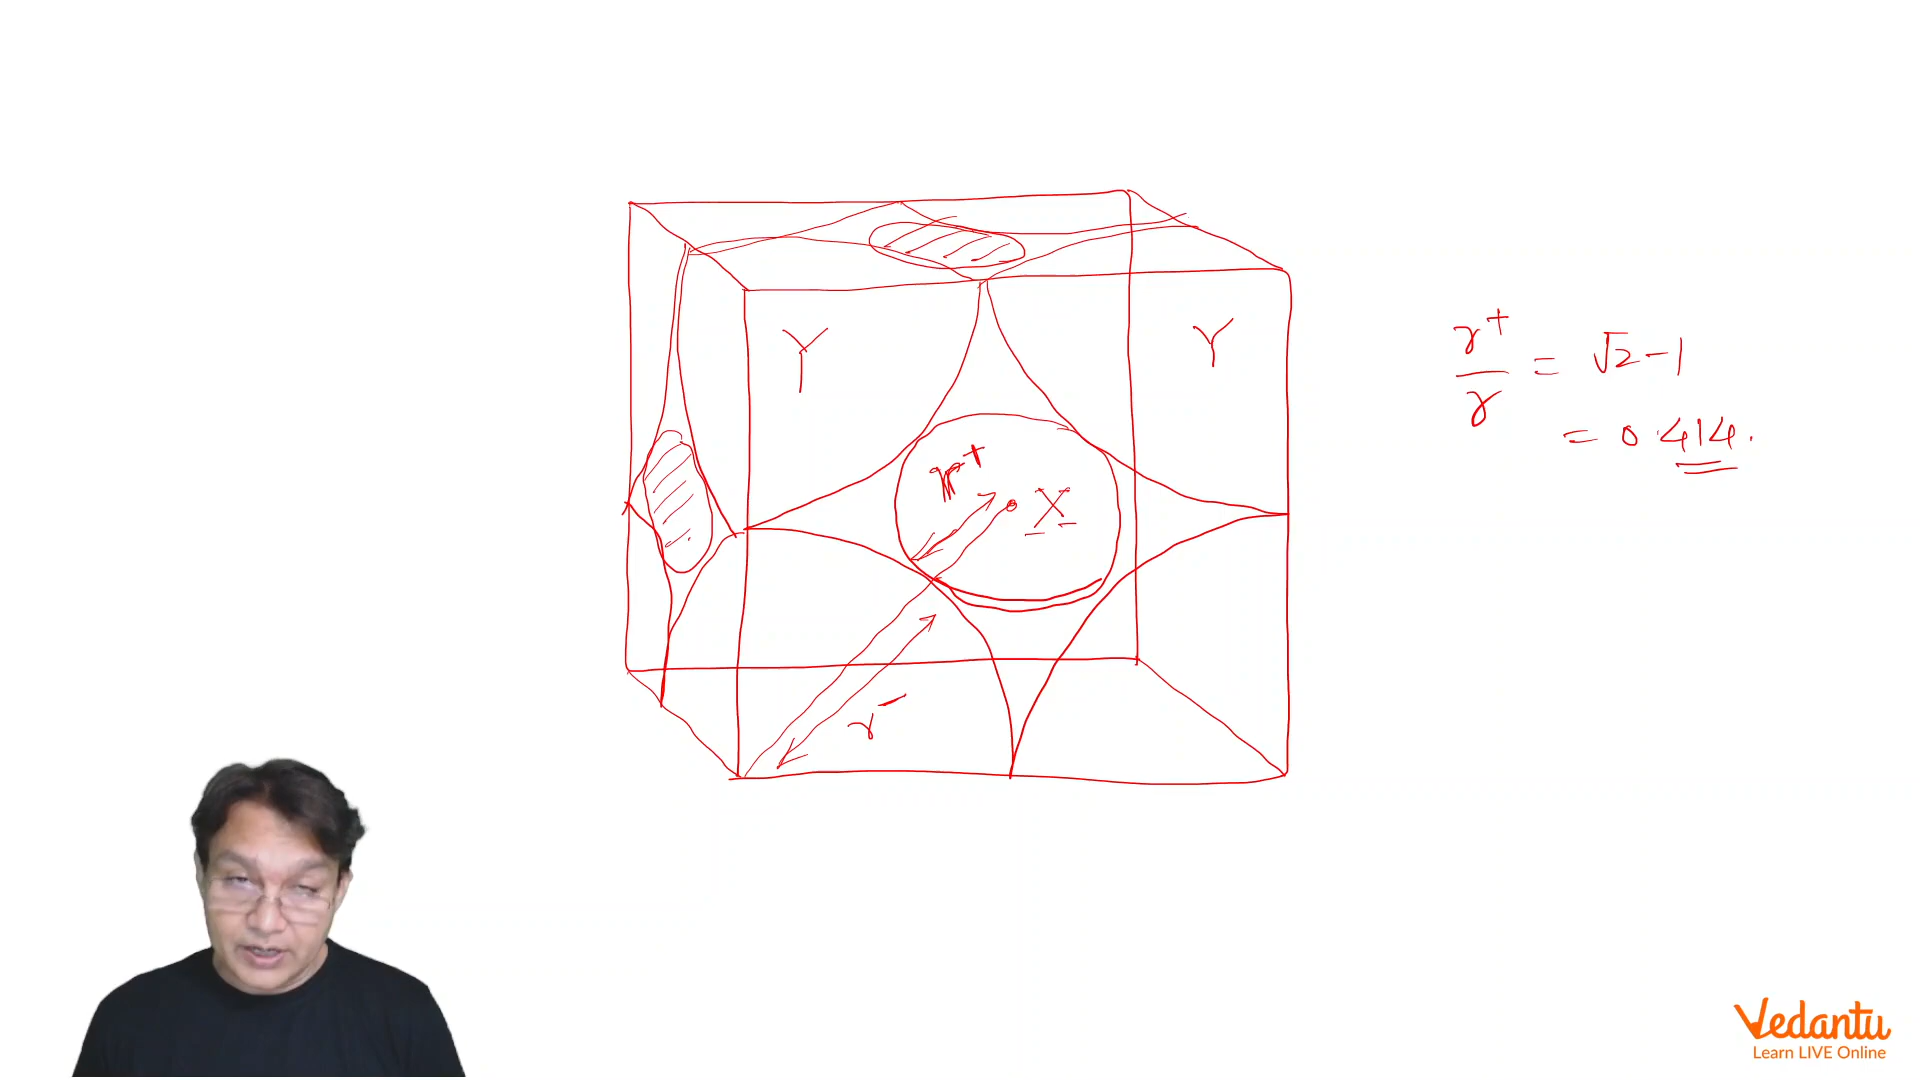 Y
Y
r+
X
r-
r+/r = √2-1
= 0.414.
Vedantu
Learn LIVE Online